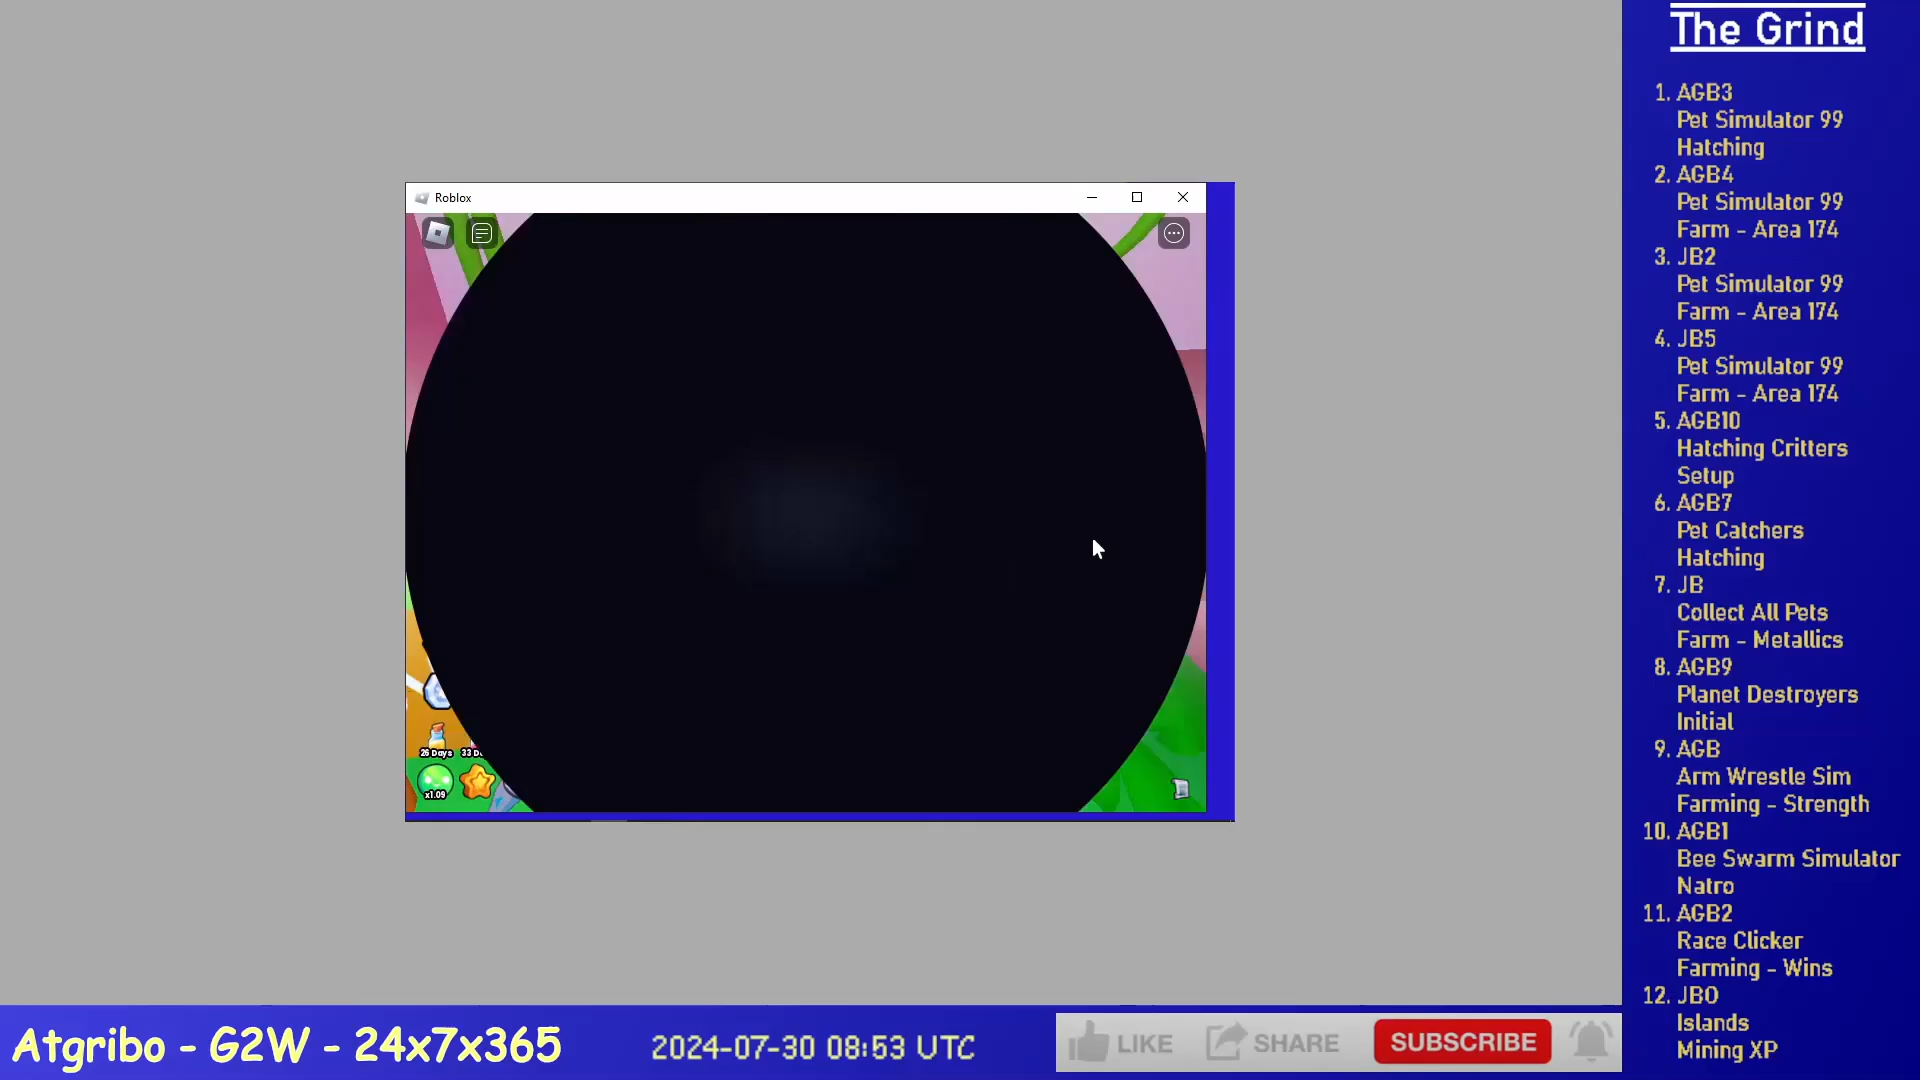 The Grind
1. AGB3
Pet Simulator 99
Hatching
2. AGB4
Pet Simulator 99
Farm - Area 174
3. JB2
Pet Simulator 99
Farm - Area 174
4. JB5
Pet Simulator 99
Farm - Area 174
5. AGB10
Hatching Critters
Setup
6. AGB7
Pet Catchers
Hatching
7. JB
Collect All Pets
Farm - Metallics
8. AGB9
Planet Destroyers
Initial
9. AGB
Arm Wrestle Sim
Farming - Strength
10. AGB1
Bee Swarm Simulator
Natro
11. AGB2
Race Clicker
Farming - Wins
12. JB0
Islands
Mining XP
Roblox
26 Days 33
x1.09
Atgribo - G2W - 24x7x365
2024-07-30 08:53 UTC
LIKE
SHARE
SUBSCRIBE